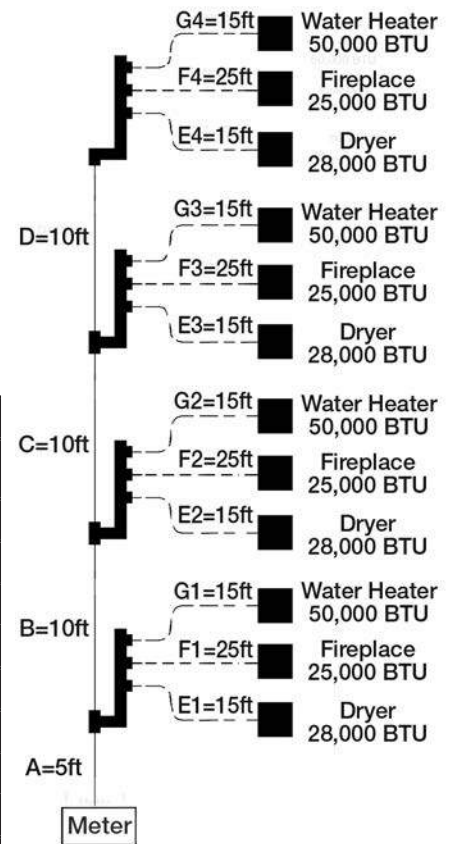 G4=15ft Water Heater
50,000 BTU
F4=25ft Fireplace
25,000 BTU
E4=15ft Dryer
28,000 BTU
D=10ft
G3=15ft Water Heater
50,000 BTU
F3=25ft Fireplace
25,000 BTU
E3=15ft Dryer
28,000 BTU
C=10ft
G2=15ft Water Heater
50,000 BTU
F2=25ft Fireplace
25,000 BTU
E2=15ft Dryer
28,000 BTU
B=10ft
G1=15ft Water Heater
50,000 BTU
F1=25ft Fireplace
25,000 BTU
E1=15ft Dryer
28,000 BTU
A=5ft
Meter